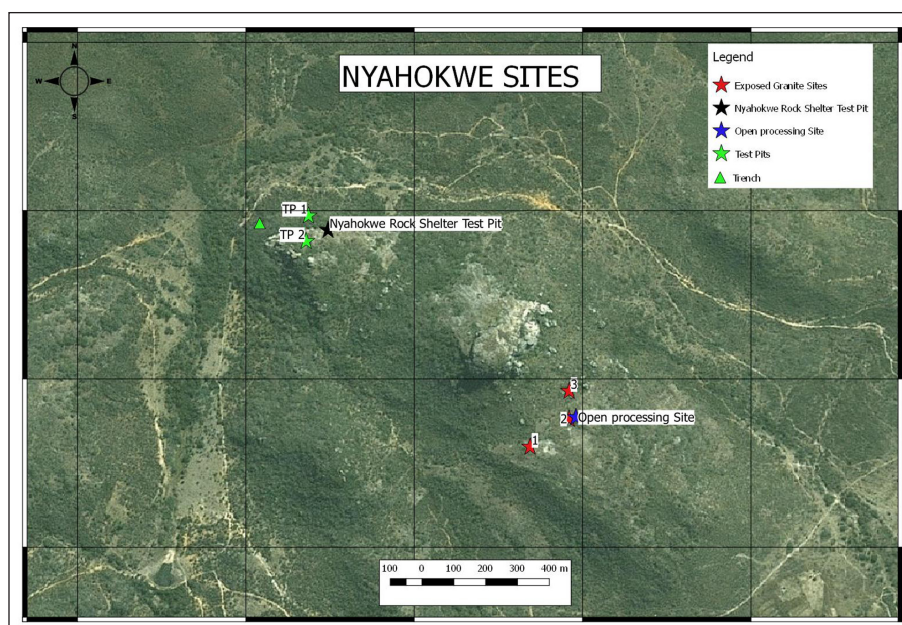 N
W E
S
NYAHOKWE SITES
Legend
Exposed Granite Sites
Nyahokwe Rock Shelter Test Pit
Open processing Site
Test Pits
Trench
TP 1
Nyahokwe Rock Shelter Test Pit
TP 2
3
2 Open processing Site
1
100 0 100 200 300 400 m